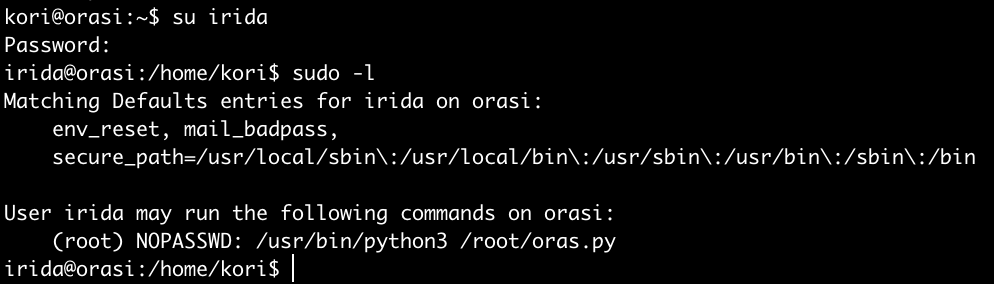 kori@orasi:~$ su irida
Password:
irida@orasi:/home/kori$ sudo -l
Matching Defaults entries for irida on orasi:
    env_reset, mail_badpass,
    secure_path=/usr/local/sbin\:/usr/local/bin\:/usr/sbin\:/usr/bin\:/sbin\:/bin

User irida may run the following commands on orasi:
    (root) NOPASSWD: /usr/bin/python3 /root/oras.py
irida@orasi:/home/kori$